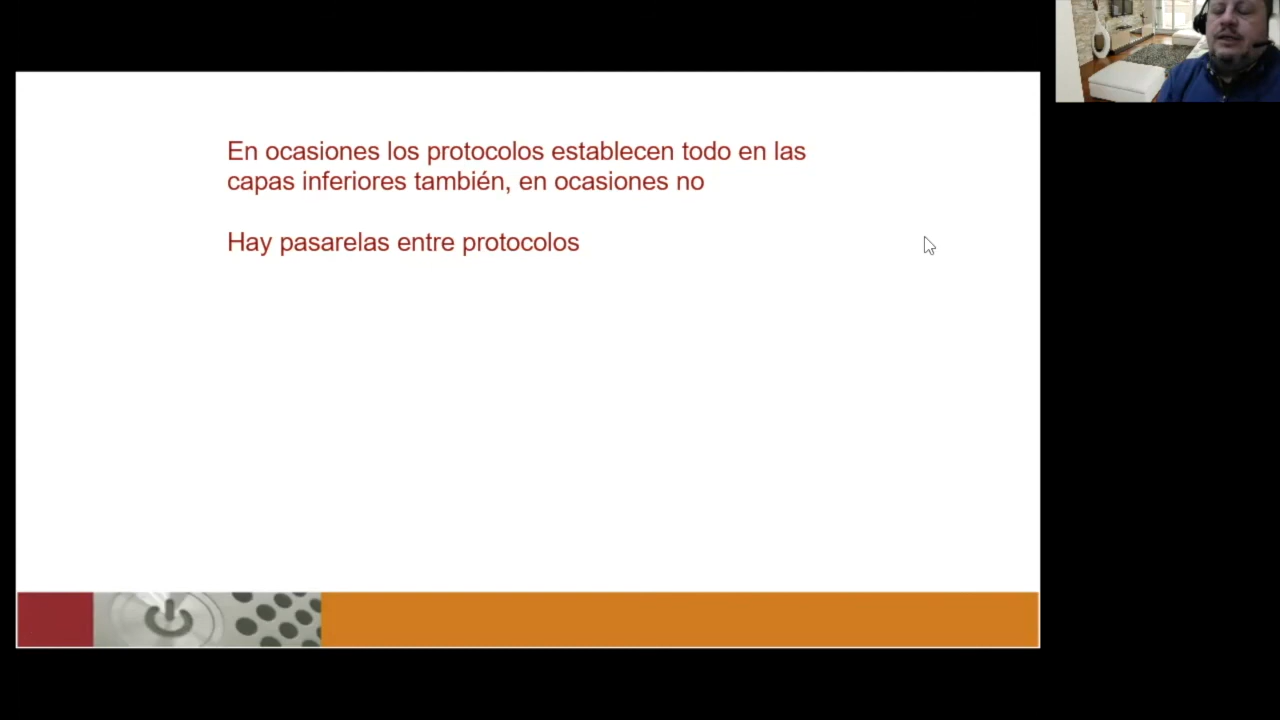 En ocasiones los protocolos establecen todo en las
capas inferiores también, en ocasiones no
Hay pasarelas entre protocolos